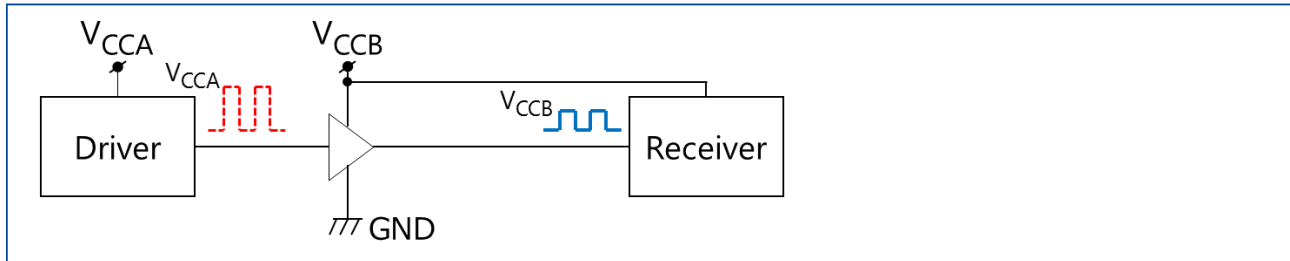 VCCA
VCCB
VCCA
VCCB
Driver
Receiver
GND